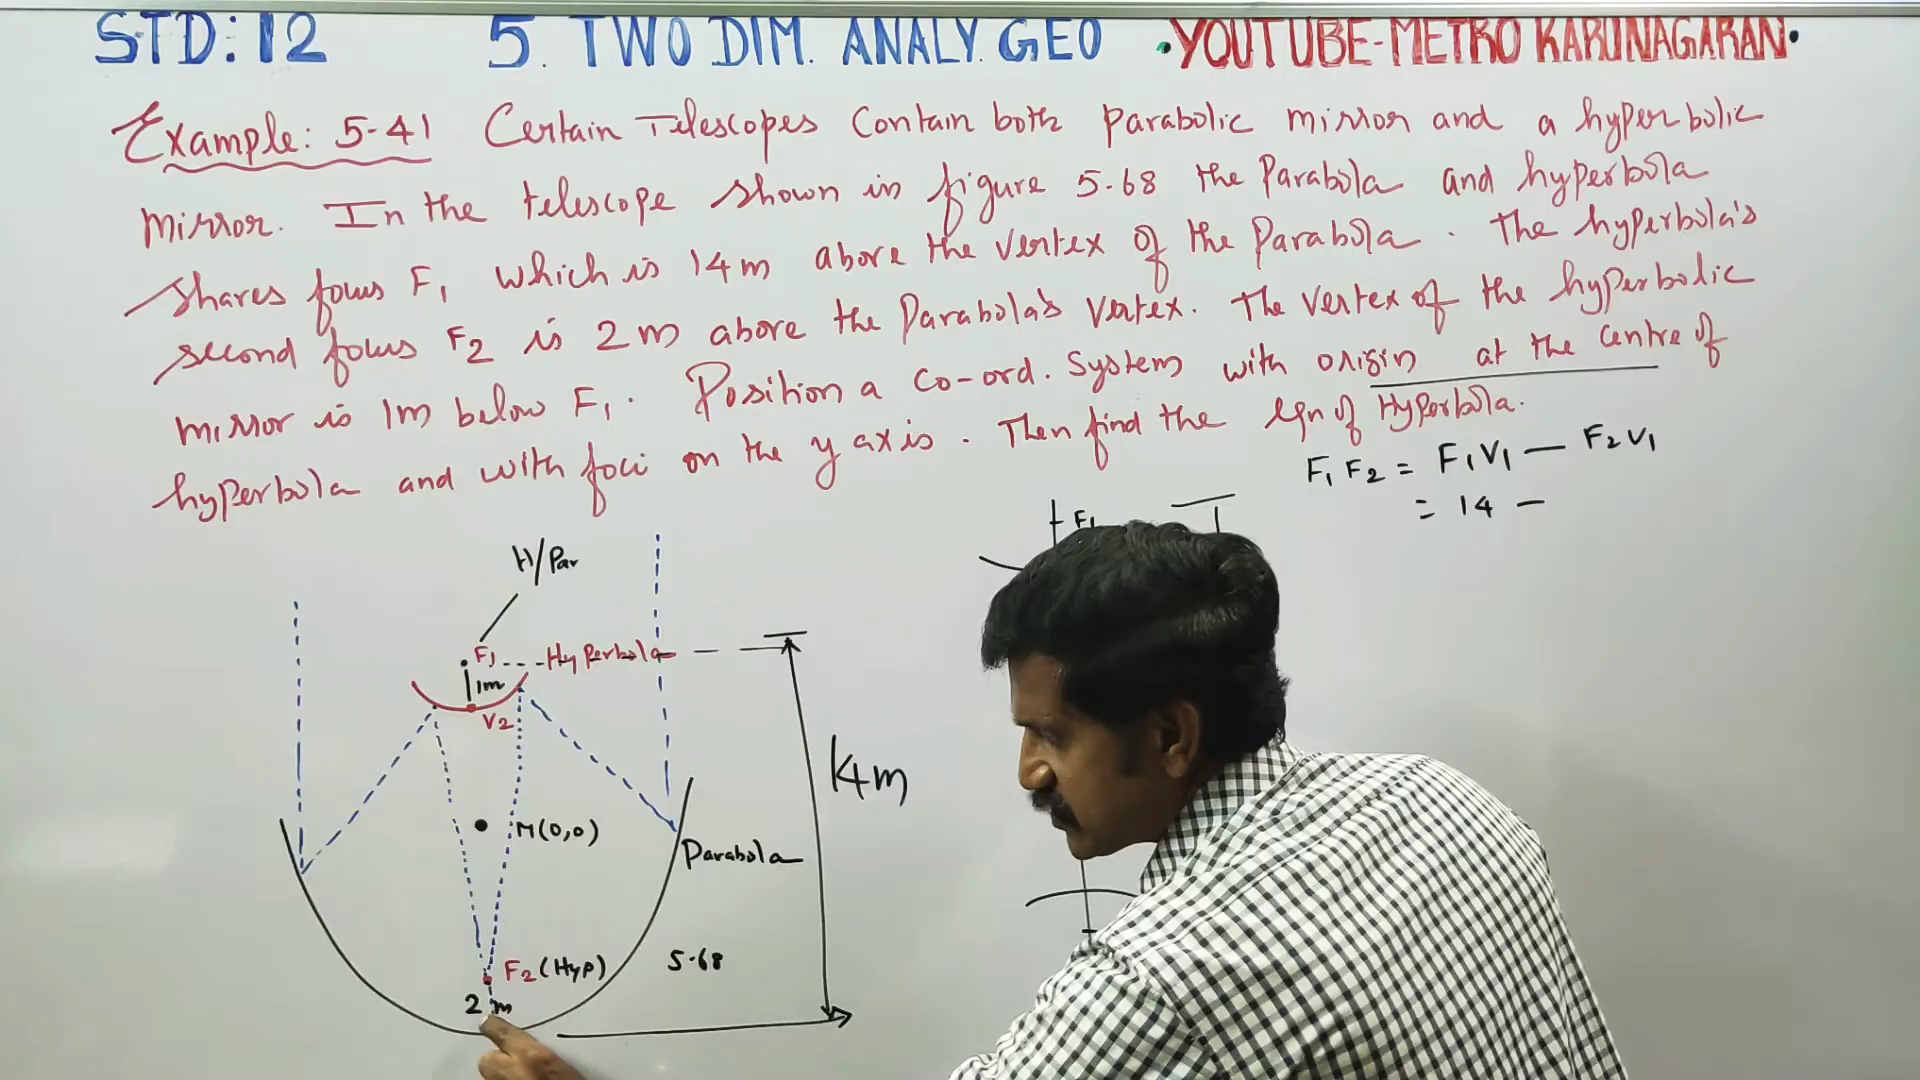 STD: 12 5. TWO DIM. ANALY. GEO • YOUTUBE-METRO KARUNAGARAN•
Example: 5-41 Certain Telescopes Contain both parabolic mirror and a hyperbolic
mirror. In the telescope shown in figure 5.68 the Parabola and hyperbola
shares focus F1 which is 14m above the vertex of the Parabola. The hyperbola's
second focus F2 is 2m above the Parabola's vertex. The vertex of the hyperbolic
mirror is 1m below F1. Position a co-ord. System with origin at the centre of
hyperbola and with foci on the y axis. Then find the eqn of Hyperbola.
F1 F2 = F1V1 — F2V1
= 14 —
F1
H/Par
F1 ---Hyperbola
1m
V2
14m
M(0,0)
Parabola
F2 (Hyp)
5.68
2 m